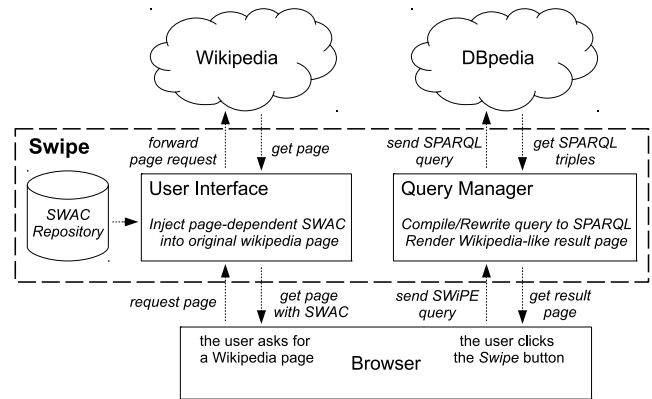 Wikipedia
DBpedia
forward
page request
get page
send SPARQL
query
get SPARQL
triples
Swipe
SWAC
Repository
User Interface
Inject page-dependent SWAC
into original wikipedia page
Query Manager
Compile/Rewrite query to SPARQL
Render Wikipedia-like result page
request page
get page
with SWAC
send SWiPE
query
get result
page
the user asks for
a Wikipedia page
the user clicks
the Swipe button
Browser